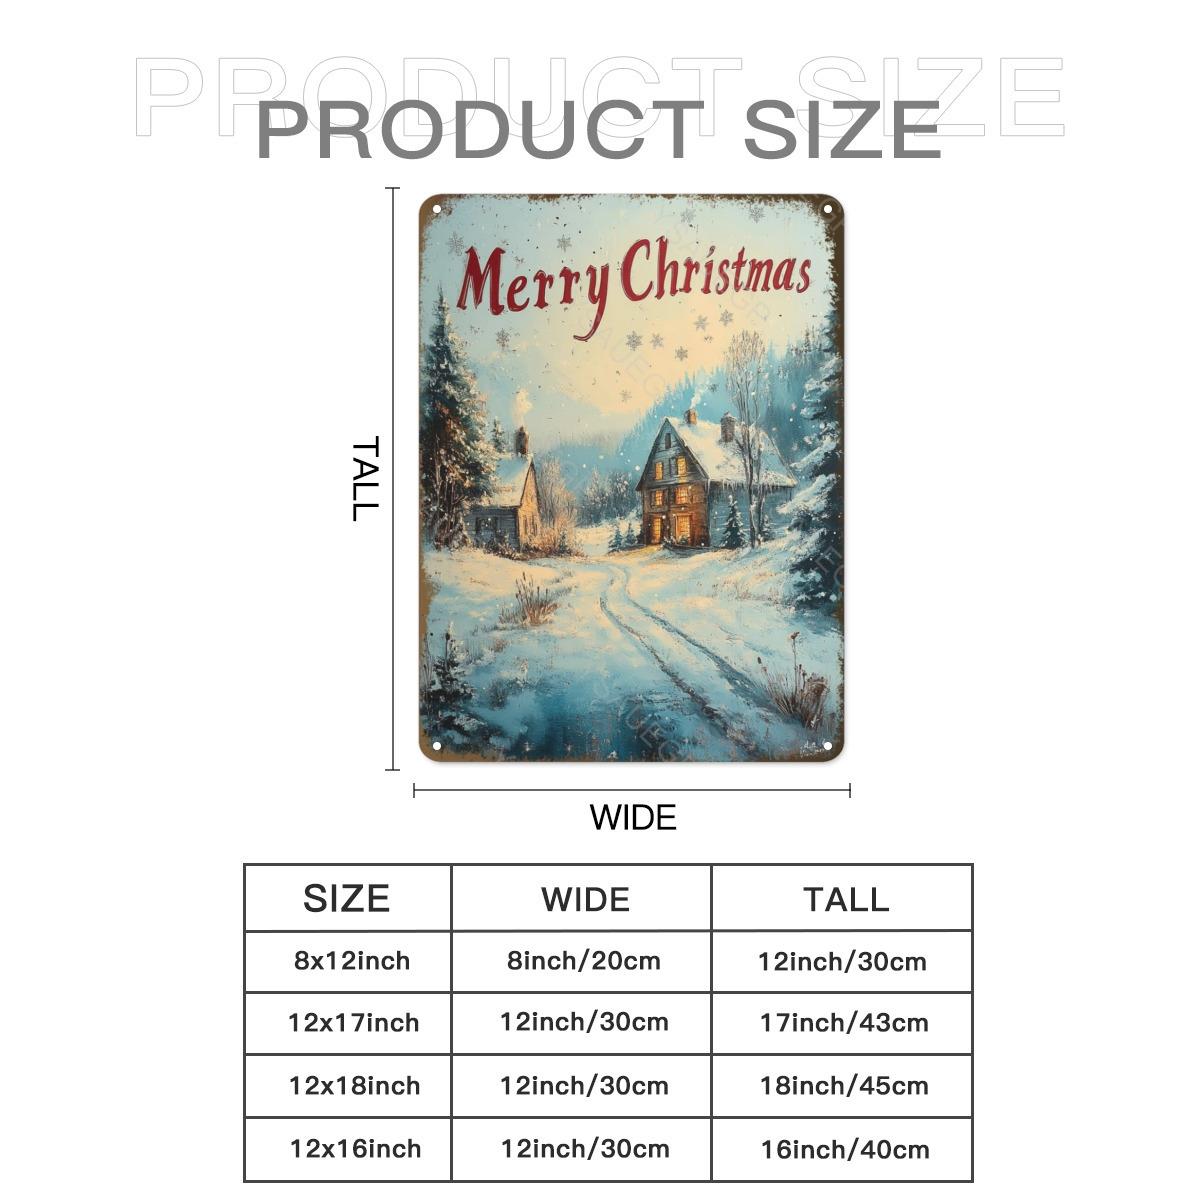 PRODUCT SIZE
PRODUCT SIZE
Merry Christmas
TALL
WIDE
SIZE WIDE TALL
8x12inch 8inch/20cm 12inch/30cm
12x17inch 12inch/30cm 17inch/43cm
12x18inch 12inch/30cm 18inch/45cm
12x16inch 12inch/30cm 16inch/40cm